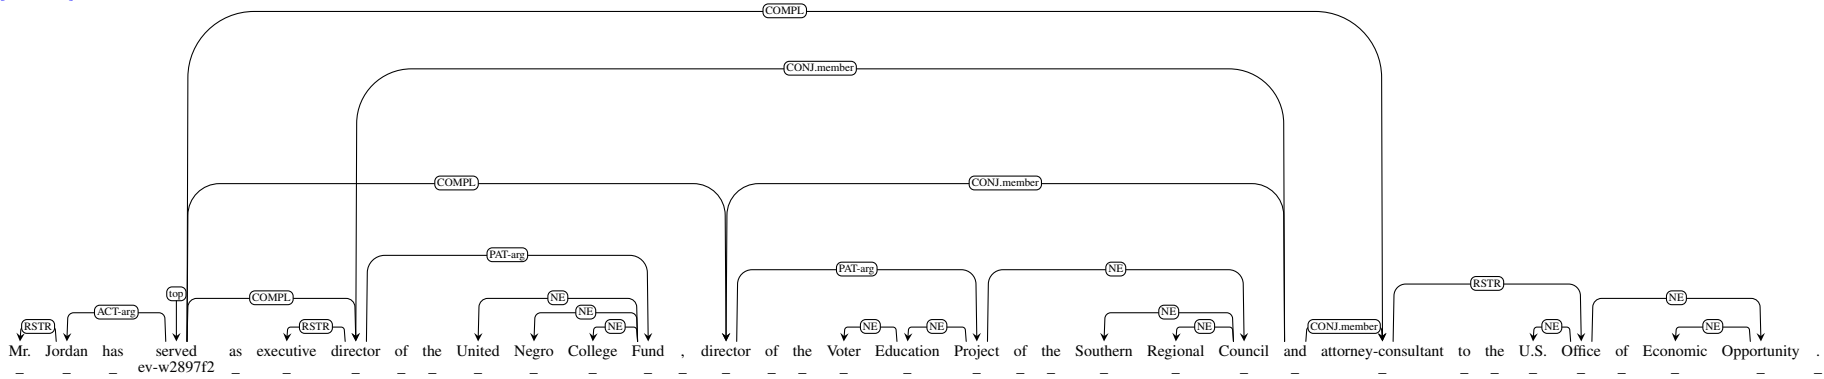 COMPL
CONJ.member
COMPL CONJ.member
PAT-arg
PAT-arg NE
RSTR
top COMPL NE NE
ACT-arg NE NE
RSTR RSTR NE NE NE NE CONJ.member NE NE
Mr. Jordan has served as executive director of the United Negro College Fund , director of the Voter Education Project of the Southern Regional Council and attorney-consultant to the U.S. Office of Economic Opportunity .
_ _ _ ev-w2897f2 _ _ _ _ _ _ _ _ _ _ _ _ _ _ _ _ _ _ _ _ _ _ _ _ _ _ _ _ _ _ _